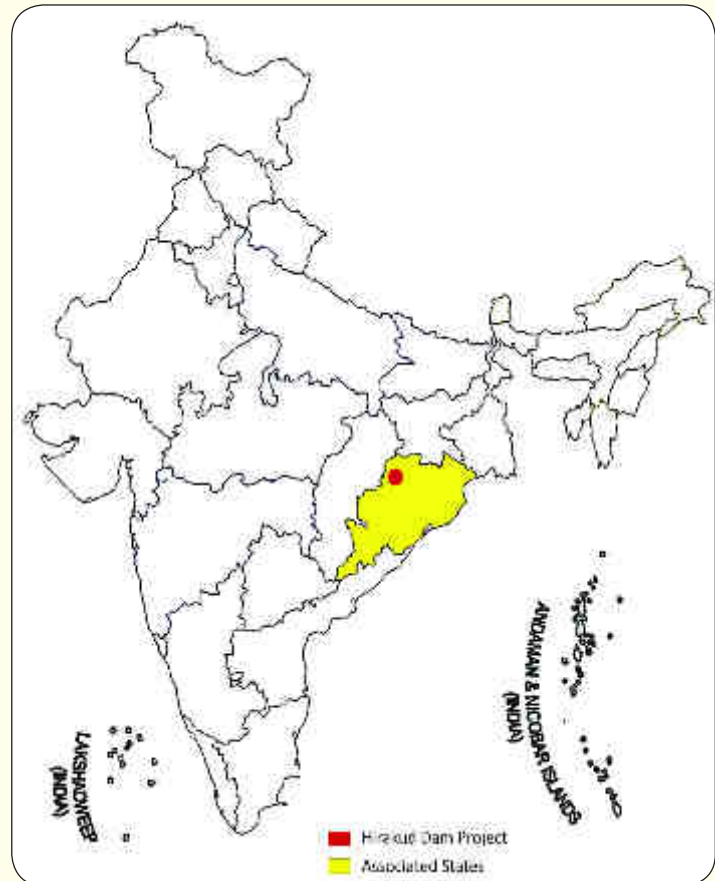 ANDAMAN & NICOBAR ISLANDS
(INDIA)
LAKSHADWEEP
(INDIA)
Hirakud Dam Project
Associated States